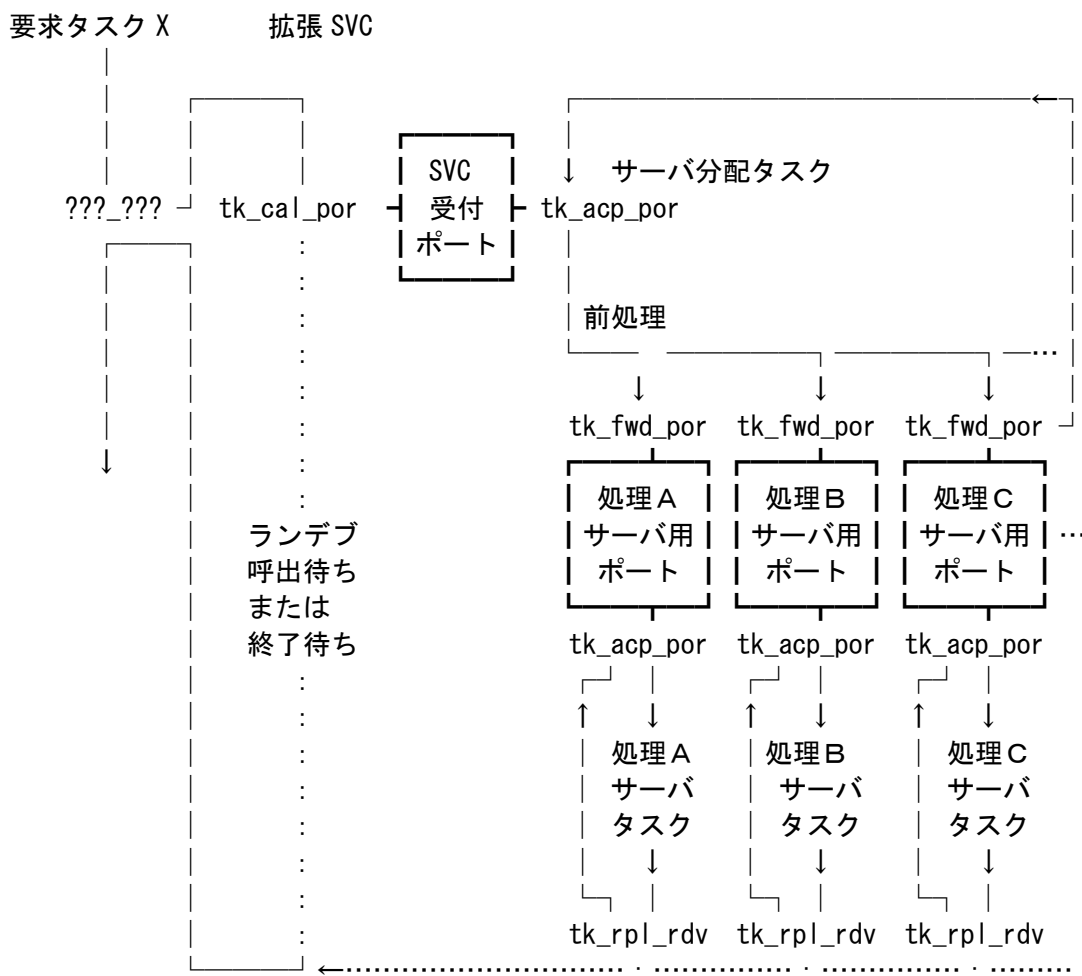 要求タスク X 拡張 SVC
SVC
↓ サーバ分配タスク
???_??? tk_cal_por 受付 tk_acp_por
ポート
前処理
…
↓ ↓ ↓
tk_fwd_por tk_fwd_por tk_fwd_por
処理A 処理B 処理C
ランデブ サーバ用 サーバ用 サーバ用 …
呼出待ち ポート ポート ポート
または
終了待ち tk_acp_por tk_acp_por tk_acp_por
↑ ↓ ↑ ↓ ↑ ↓
処理A 処理B 処理C
サーバ サーバ サーバ
タスク タスク タスク
↓ ↓ ↓
tk_rpl_rdv tk_rpl_rdv tk_rpl_rdv